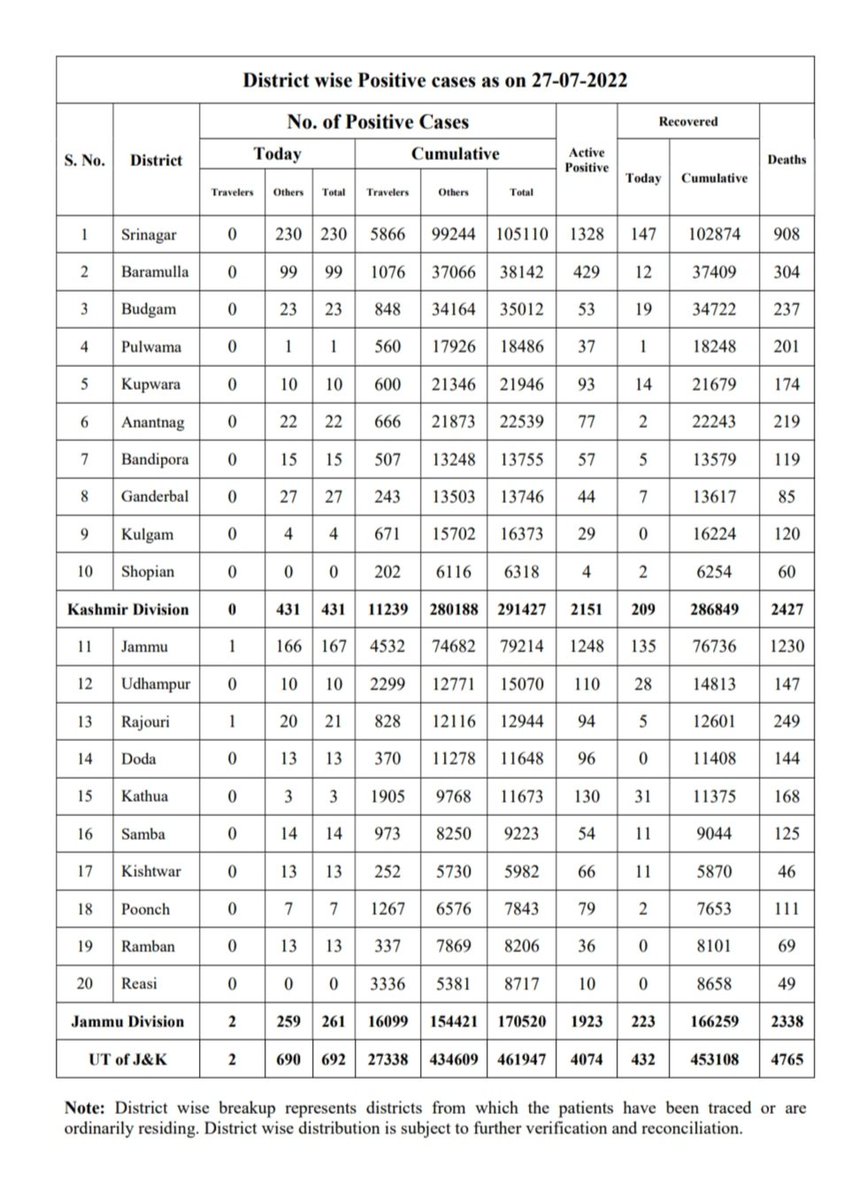 District wise Positive cases as on 27-07-2022
S. No. District No. of Positive Cases Active Positive Recovered Deaths
Today Cumulative Today Cumulative
Travelers Others Total Travelers Others Total
1 Srinagar 0 230 230 5866 99244 105110 1328 147 102874 908
2 Baramulla 0 99 99 1076 37066 38142 429 12 37409 304
3 Budgam 0 23 23 848 34164 35012 53 19 34722 237
4 Pulwama 0 1 1 560 17926 18486 37 1 18248 201
5 Kupwara 0 10 10 600 21346 21946 93 14 21679 174
6 Anantnag 0 22 22 666 21873 22539 77 2 22243 219
7 Bandipora 0 15 15 507 13248 13755 57 5 13579 119
8 Ganderbal 0 27 27 243 13503 13746 44 7 13617 85
9 Kulgam 0 4 4 671 15702 16373 29 0 16224 120
10 Shopian 0 0 0 202 6116 6318 4 2 6254 60
Kashmir Division 0 431 431 11239 280188 291427 2151 209 286849 2427
11 Jammu 1 166 167 4532 74682 79214 1248 135 76736 1230
12 Udhampur 0 10 10 2299 12771 15070 110 28 14813 147
13 Rajouri 1 20 21 828 12116 12944 94 5 12601 249
14 Doda 0 13 13 370 11278 11648 96 0 11408 144
15 Kathua 0 3 3 1905 9768 11673 130 31 11375 168
16 Samba 0 14 14 973 8250 9223 54 11 9044 125
17 Kishtwar 0 13 13 252 5730 5982 66 11 5870 46
18 Poonch 0 7 7 1267 6576 7843 79 2 7653 111
19 Ramban 0 13 13 337 7869 8206 36 0 8101 69
20 Reasi 0 0 0 3336 5381 8717 10 0 8658 49
Jammu Division 2 259 261 16099 154421 170520 1923 223 166259 2338
UT of J&K 2 690 692 27338 434609 461947 4074 432 453108 4765
Note: District wise breakup represents districts from which the patients have been traced or are
ordinarily residing. District wise distribution is subject to further verification and reconciliation.